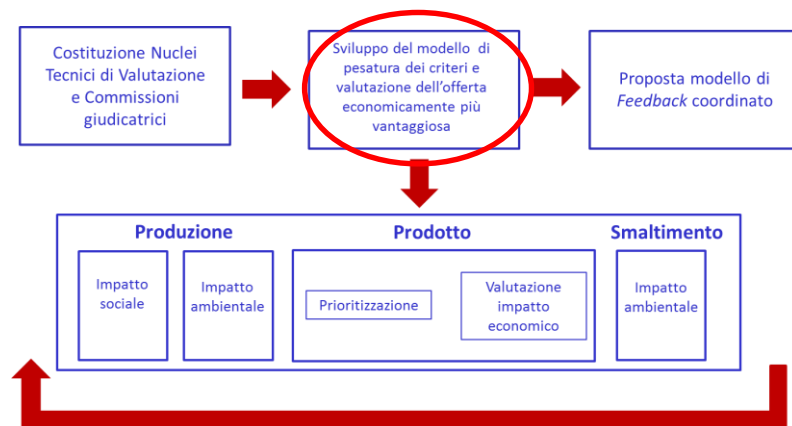 Costituzione Nuclei
Tecnici di Valutazione
e Commissioni
giudicatrici
Sviluppo del modello di
pesatura dei criteri e
valutazione dell’offerta
economicamente più
vantaggiosa
Proposta modello di
Feedback coordinato
Produzione
Prodotto
Smaltimento
Impatto
sociale
Impatto
ambientale
Prioritizzazione
Valutazione
impatto
economico
Impatto
ambientale